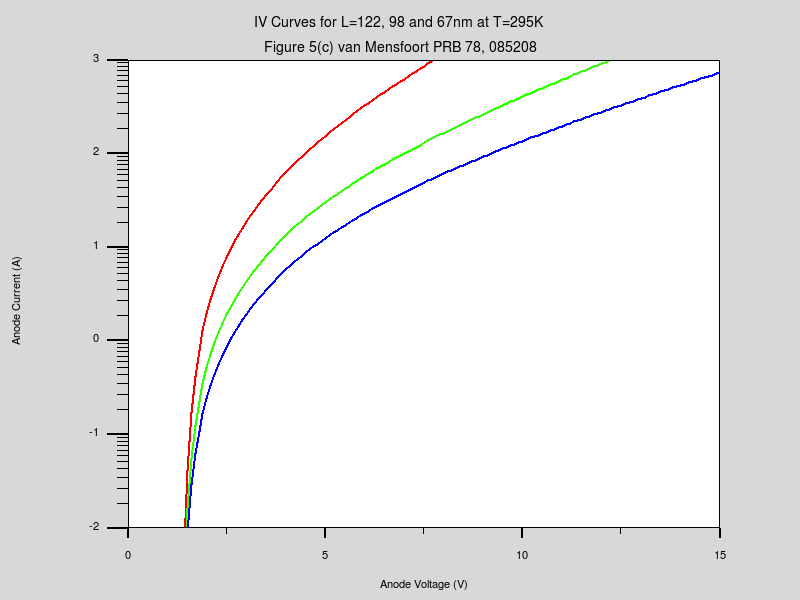 IV Curves for L=122, 98 and 67nm at T=295K
Figure 5(c) van Mensfoort PRB 78, 085208
3
2
1
0
-1
-2
Anode Current (A)
0 5 10 15
Anode Voltage (V)